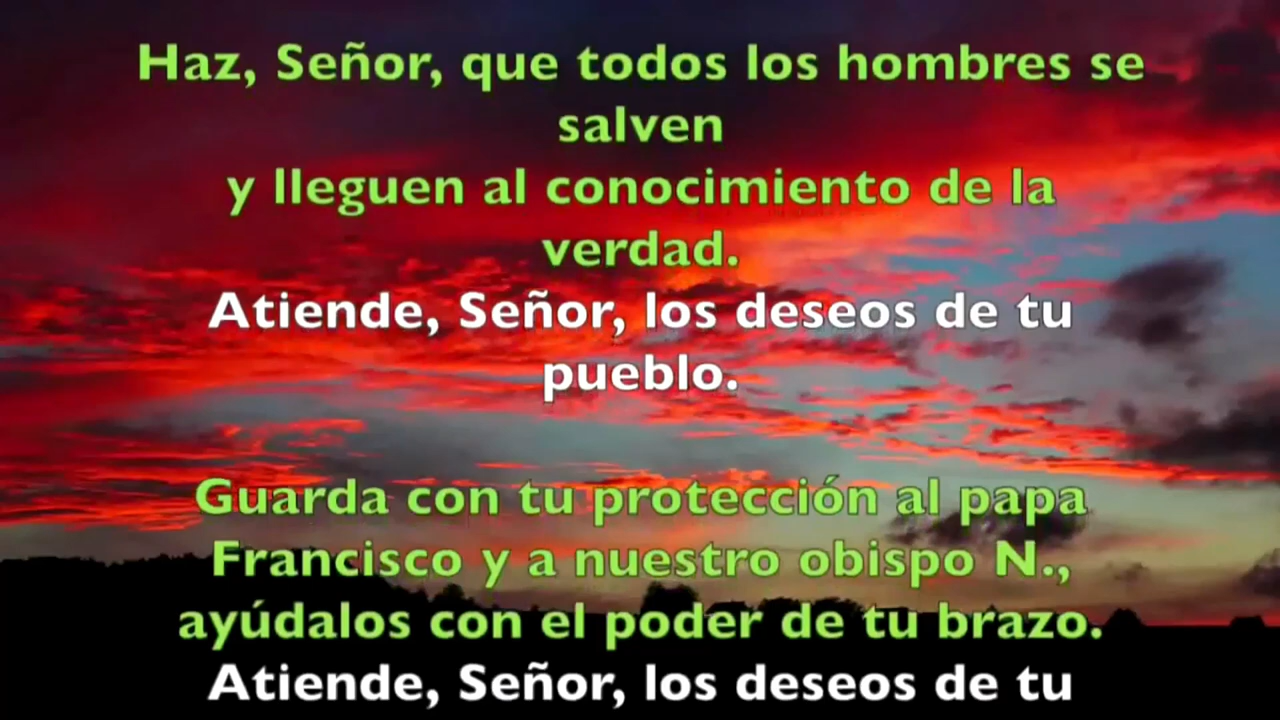 Haz, Señor, que todos los hombres se
salven
y lleguen al conocimiento de la
verdad.
Atiende, Señor, los deseos de tu
pueblo.
Guarda con tu protección al papa
Francisco y a nuestro obispo N.,
ayúdalos con el poder de tu brazo.
Atiende, Señor, los deseos de tu